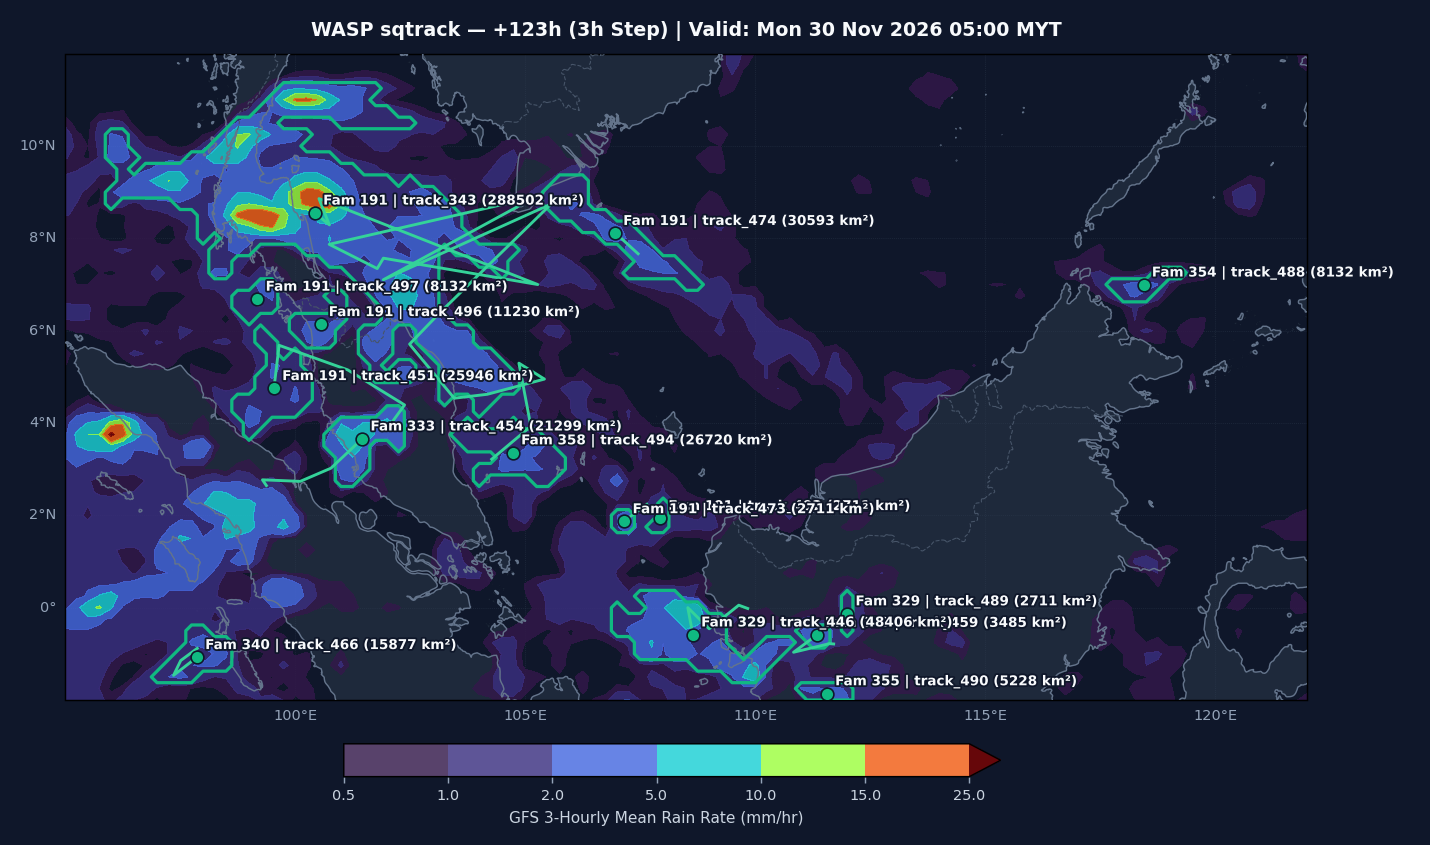 WASP sqtrack — +123h (3h Step) | Valid: Mon 30 Nov 2026 05:00 MYT
10°N
8°N
6°N
4°N
2°N
0°
Fam 191 | track_343 (288502 km²)
Fam 191 | track_474 (30593 km²)
Fam 354 | track_488 (8132 km²)
Fam 191 | track_497 (8132 km²)
Fam 191 | track_496 (11230 km²)
Fam 191 | track_451 (25946 km²)
Fam 333 | track_454 (21299 km²)
Fam 358 | track_494 (26720 km²)
Fam 191 | track_473 (2711 km²)
km²)
Fam 329 | track_489 (2711 km²)
Fam 329 | track_446 (48406 km²)
459 (3485 km²)
Fam 340 | track_466 (15877 km²)
Fam 355 | track_490 (5228 km²)
100°E 105°E 110°E 115°E 120°E
0.5 1.0 2.0 5.0 10.0 15.0 25.0
GFS 3-Hourly Mean Rain Rate (mm/hr)